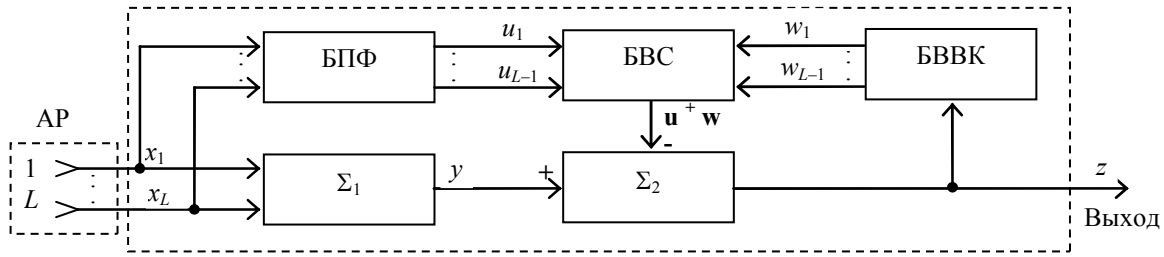 БПФ
u1
uL–1
БВС
w1
wL–1
БВВК
u + w
АР
1
L
x1
xL
Σ1
y
+
-
Σ2
z
Выход